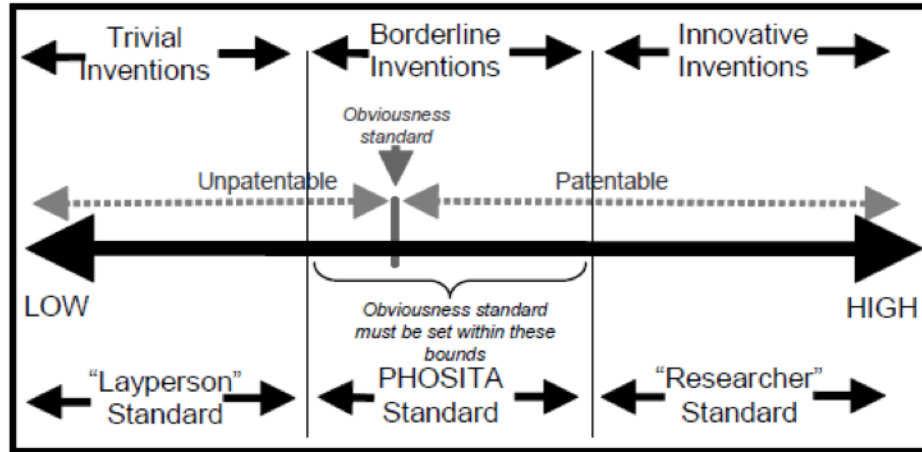 Trivial
Inventions
Borderline
Inventions
Innovative
Inventions
Obviousness
standard
Unpatentable
Patentable
LOW
HIGH
Obviousness standard
must be set within these
bounds
“Layperson”
Standard
PHOSITA
Standard
“Researcher”
Standard